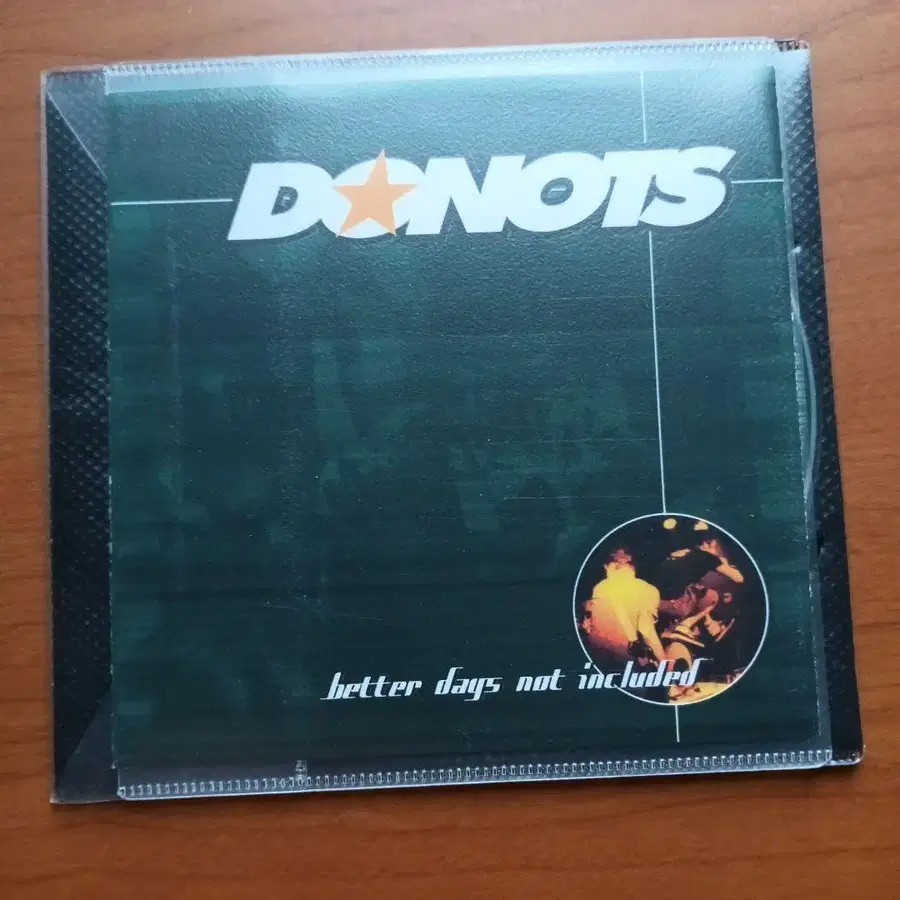 DONOTS
better days not included